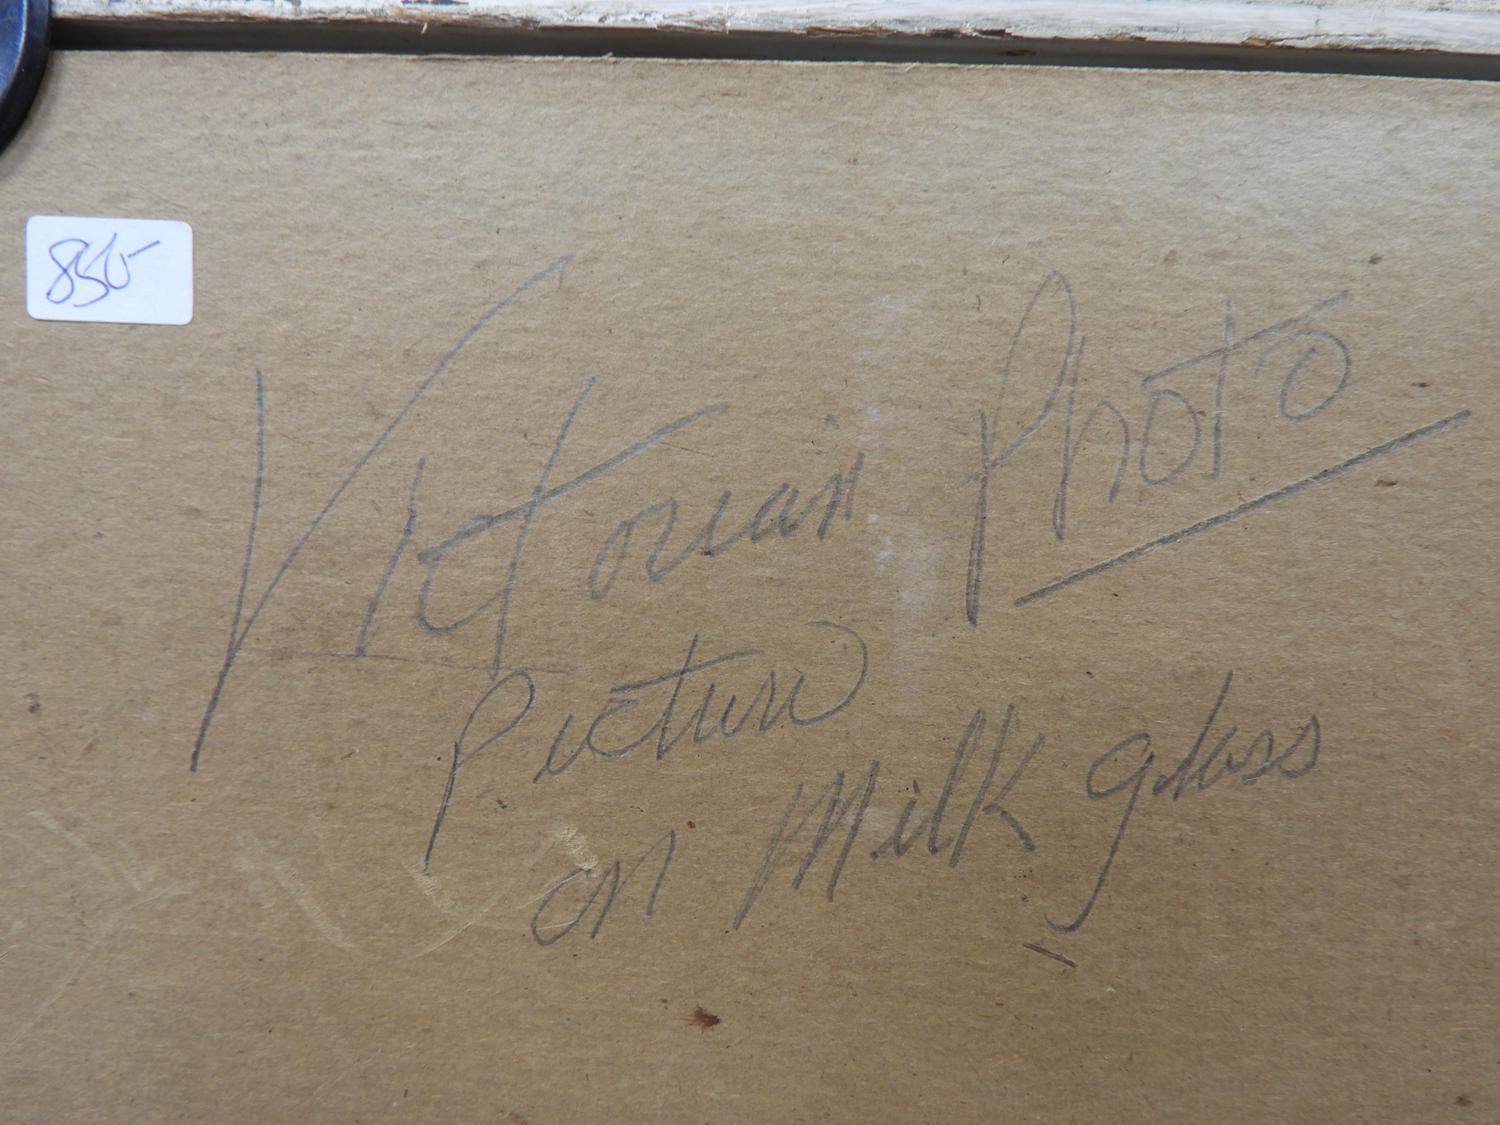 850-
Victorian Photo
Picture
on Milk glass